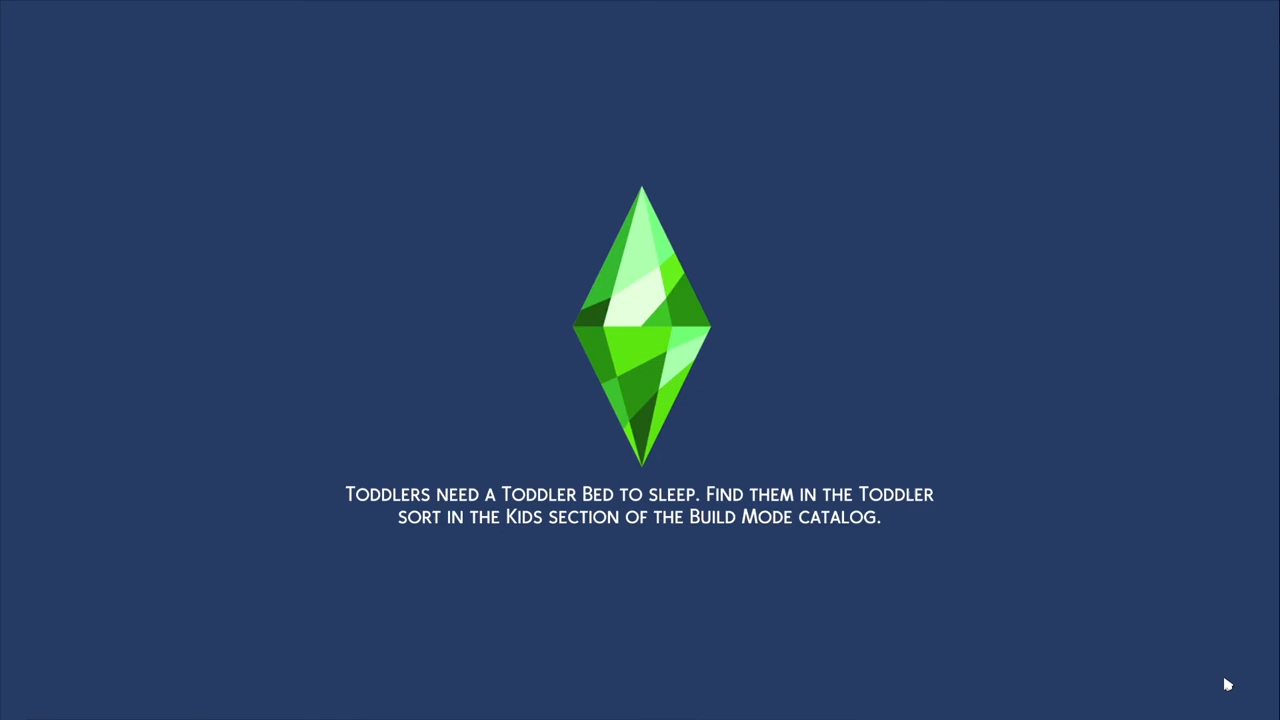 Toddlers need a Toddler Bed to sleep. Find them in the Toddler
sort in the Kids section of the Build Mode catalog.